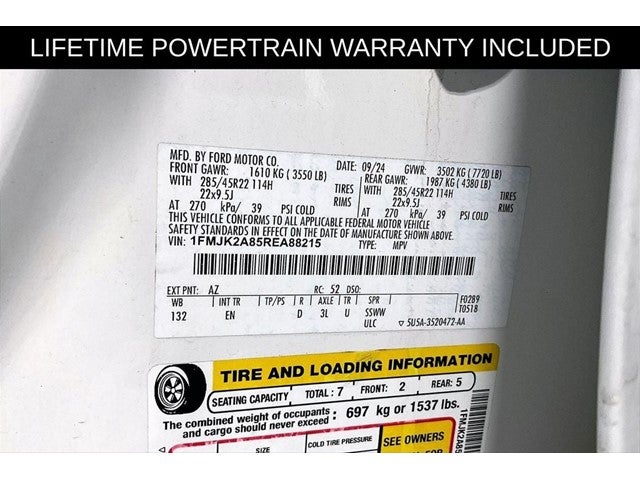 LIFETIME POWERTRAIN WARRANTY INCLUDED
MFD. BY FORD MOTOR CO. DATE: 09/24 GVWR: 3502 KG (7720 LB)
FRONT GAWR: 1610 KG (3550 LB) REAR GAWR: 1987 KG (4380 LB)
WITH 285/45R22 114H TIRES WITH 285/45R22 114H TIRES
22x9.5J RIMS 22x9.5J RIMS
AT 270 kPa/ 39 PSI COLD AT 270 kPa/ 39 PSI COLD
THIS VEHICLE CONFORMS TO ALL APPLICABLE FEDERAL MOTOR VEHICLE
SAFETY STANDARDS IN EFFECT ON THE DATE OF MANUFACTURE SHOWN ABOVE.
VIN: 1FMJK2A85REA88215 TYPE: MPV
EXT PNT: AZ RC: 52 DSO:
WB INT TR TP/PS R AXLE TR SPR F0289
132 EN D 3L U SSWW T0518
ULC 5U5A-3520472-AA
TIRE AND LOADING INFORMATION
SEATING CAPACITY TOTAL: 7 FRONT: 2 REAR: 5
The combined weight of occupants
and cargo should never exceed: 697 kg or 1537 lbs.
COLD TIRE PRESSURE
SEE OWNERS
1FMJK2A85